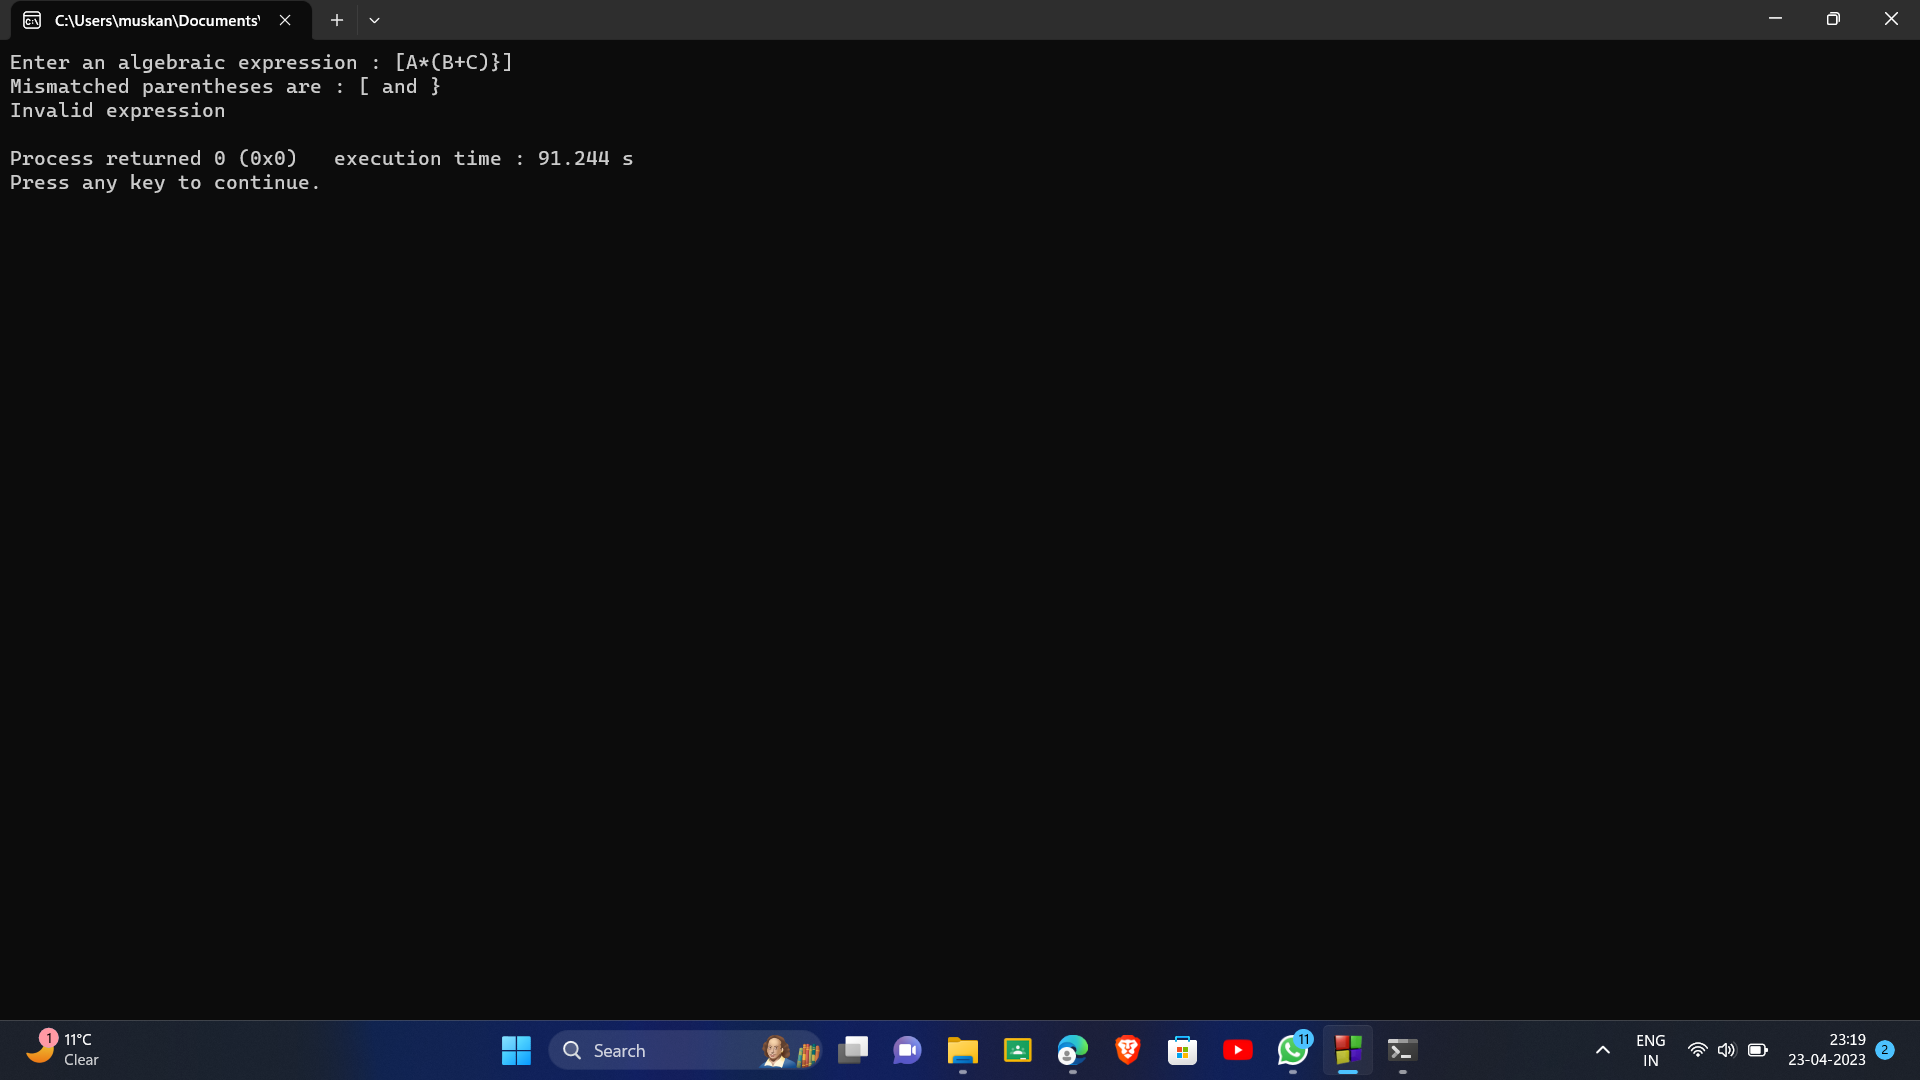 C:\Users\muskan\Documents\
Enter an algebraic expression : [A*(B+C)}]
Mismatched parentheses are : [ and }
Invalid expression
Process returned 0 (0x0)   execution time : 91.244 s
Press any key to continue.
1
11°C
Clear
Search
11
ENG
IN
23:19
23-04-2023
2